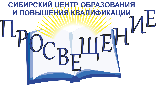 СИБИРСКИЙ ЦЕНТР ОБРАЗОВАНИЯ
И ПОВЫШЕНИЯ КВАЛИФИКАЦИИ
ПРОСВЕЩЕНИЕ